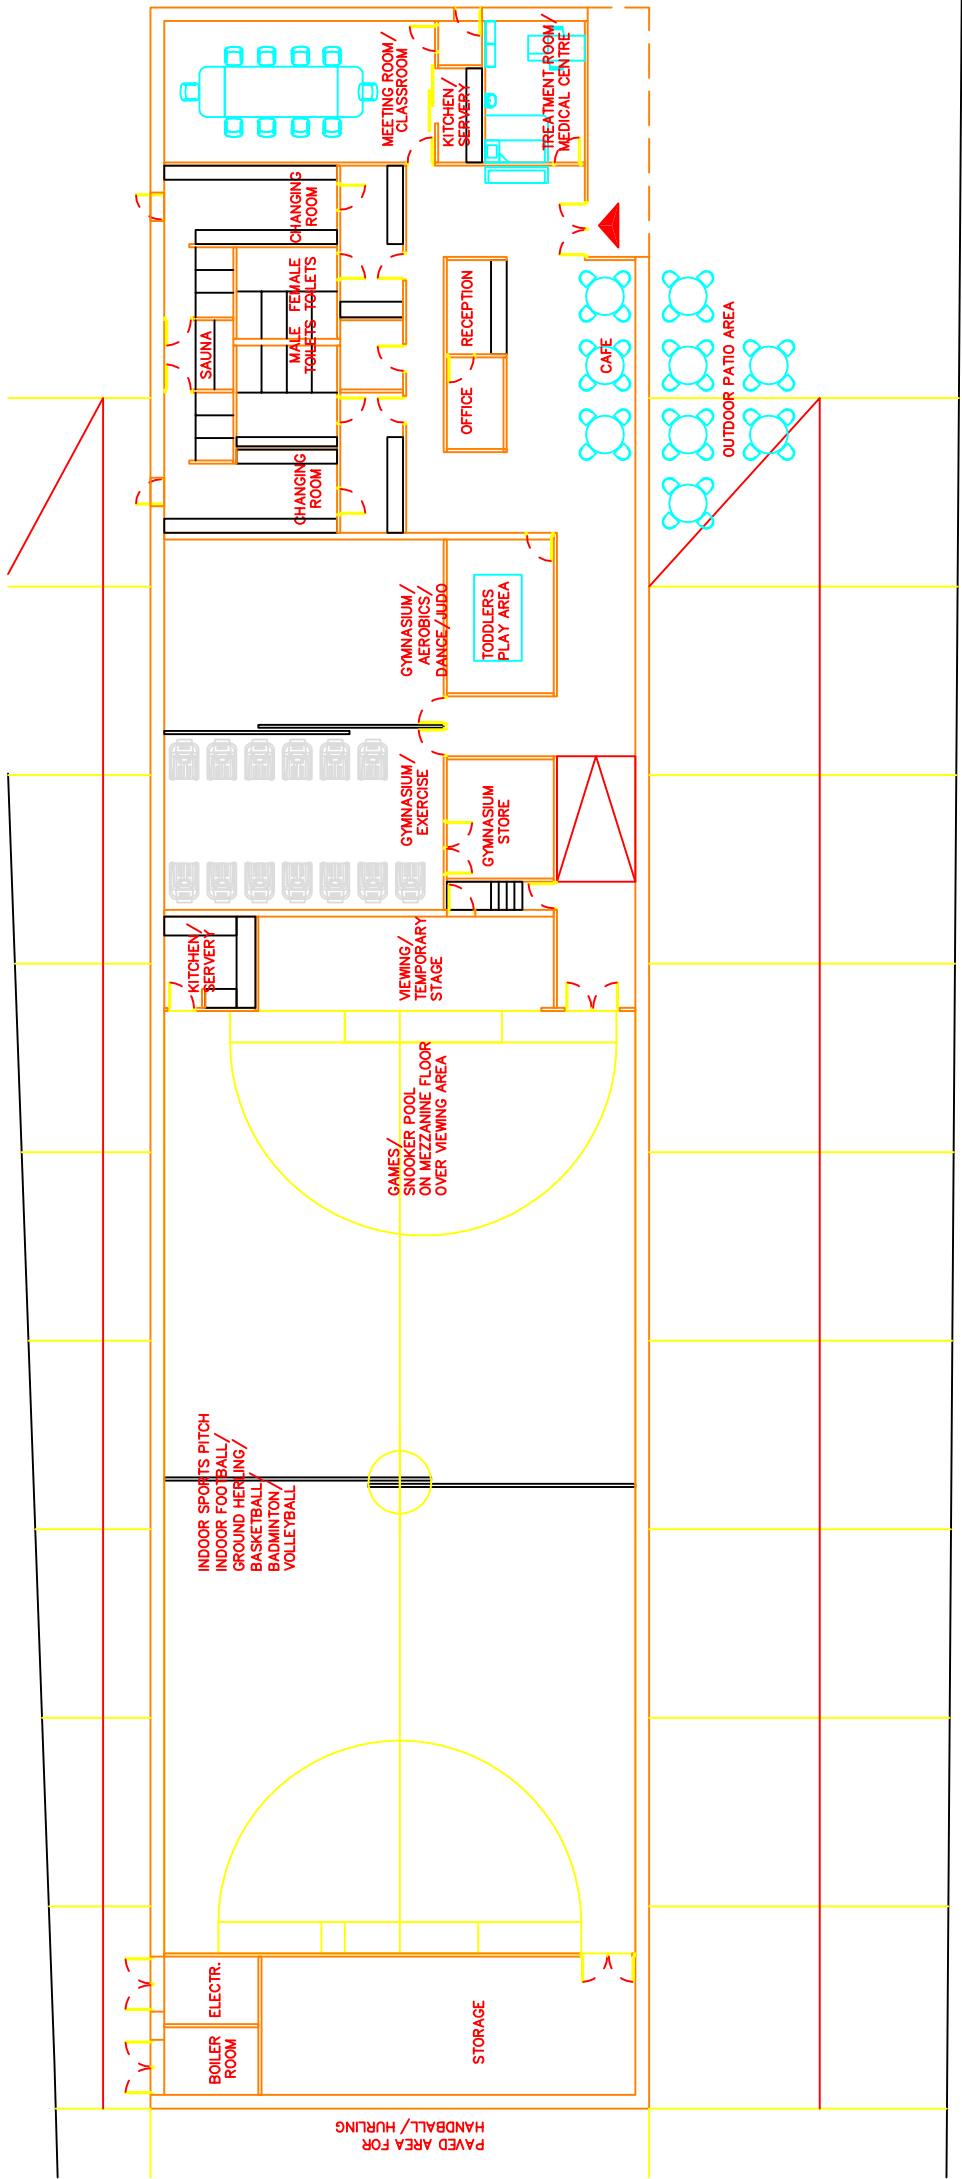 MEETING ROOM/
CLASSROOM
KITCHEN/
SERVERY
TREATMENT ROOM/
MEDICAL CENTRE
CHANGING
ROOM
MALE
TOILETS
FEMALE
TOILETS
SAUNA
CHANGING
ROOM
RECEPTION
OFFICE
CAFE
OUTDOOR PATIO AREA
GYMNASIUM/
AEROBICS/
DANCE/JUDO
TODDLERS
PLAY AREA
GYMNASIUM/
EXERCISE
GYMNASIUM
STORE
KITCHEN/
SERVERY
VIEWING/
TEMPORARY
STAGE
GAMES/
SNOOKER POOL
ON MEZZANINE FLOOR
OVER VIEWING AREA
INDOOR SPORTS PITCH
INDOOR FOOTBALL/
GROUND HERLING/
BASKETBALL/
BADMINTON/
VOLLEYBALL
ELECTR.
BOILER
ROOM
STORAGE
PAVED AREA FOR
HANDBALL/ HURLING